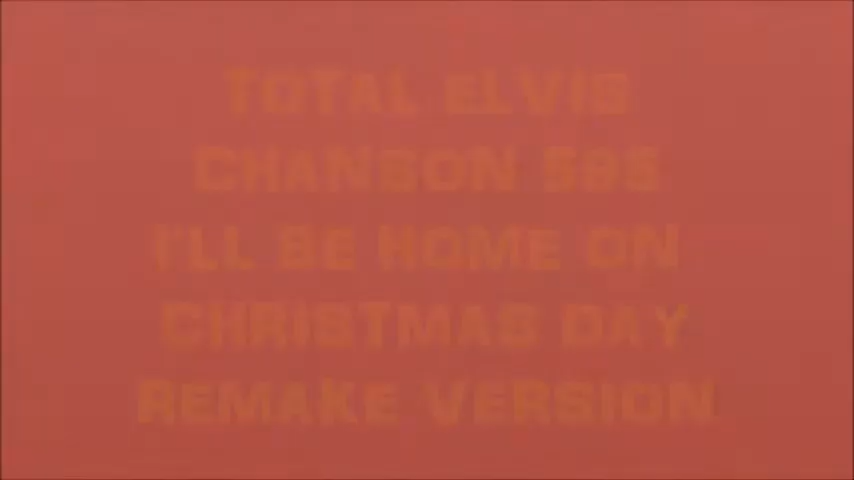 TOTAL ELVIS
CHANSON 595
I'LL BE HOME ON
CHRISTMAS DAY
REMAKE VERSION